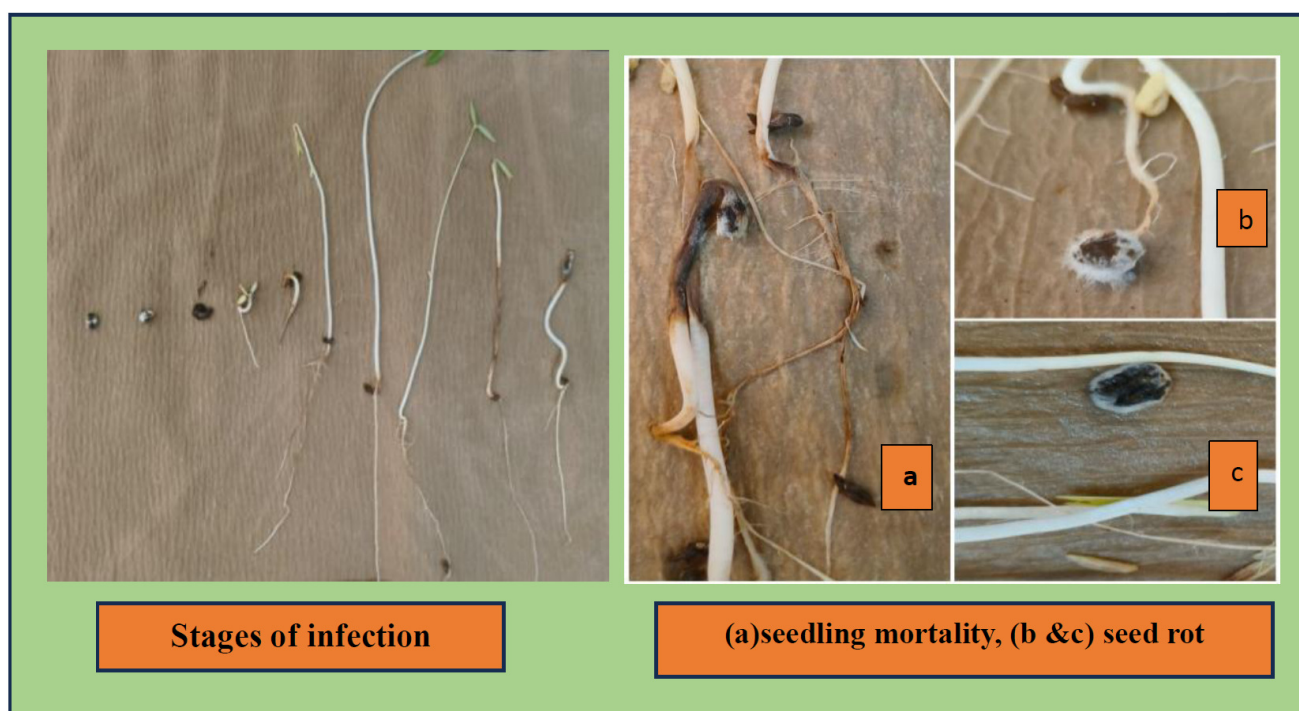 a
b
c
Stages of infection
(a)seedling mortality, (b &c) seed rot